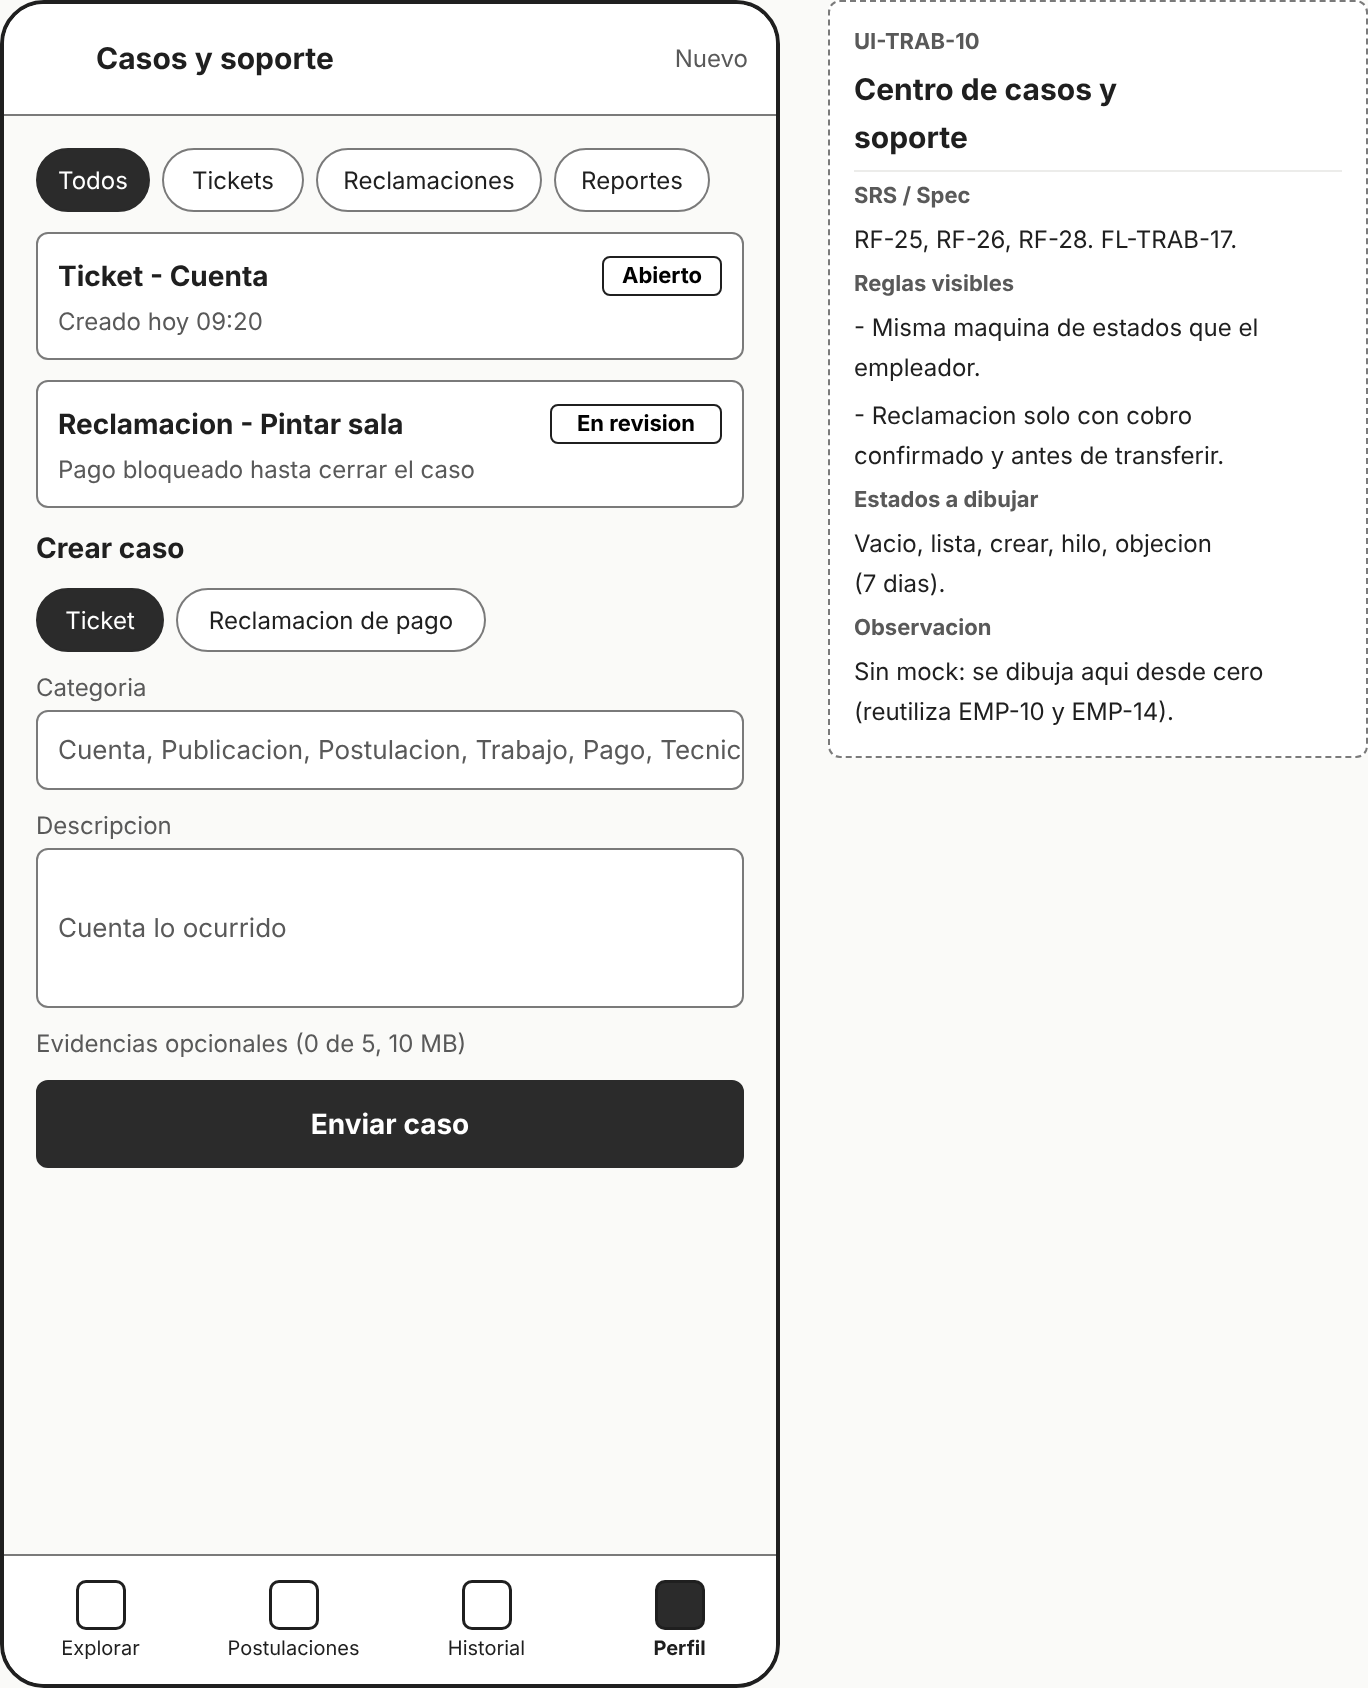 Casos y soporte
Nuevo
Todos
Tickets
Reclamaciones
Reportes
Ticket - Cuenta
Abierto
Creado hoy 09:20
Reclamacion - Pintar sala
En revision
Pago bloqueado hasta cerrar el caso
Crear caso
Ticket
Reclamacion de pago
Categoria
Cuenta, Publicacion, Postulacion, Trabajo, Pago, Tecnic
Descripcion
Cuenta lo ocurrido
Evidencias opcionales (0 de 5, 10 MB)
Enviar caso
Explorar
Postulaciones
Historial
Perfil
UI-TRAB-10
Centro de casos y
soporte
SRS / Spec
RF-25, RF-26, RF-28. FL-TRAB-17.
Reglas visibles
- Misma maquina de estados que el
empleador.
- Reclamacion solo con cobro
confirmado y antes de transferir.
Estados a dibujar
Vacio, lista, crear, hilo, objecion
(7 dias).
Observacion
Sin mock: se dibuja aqui desde cero
(reutiliza EMP-10 y EMP-14).